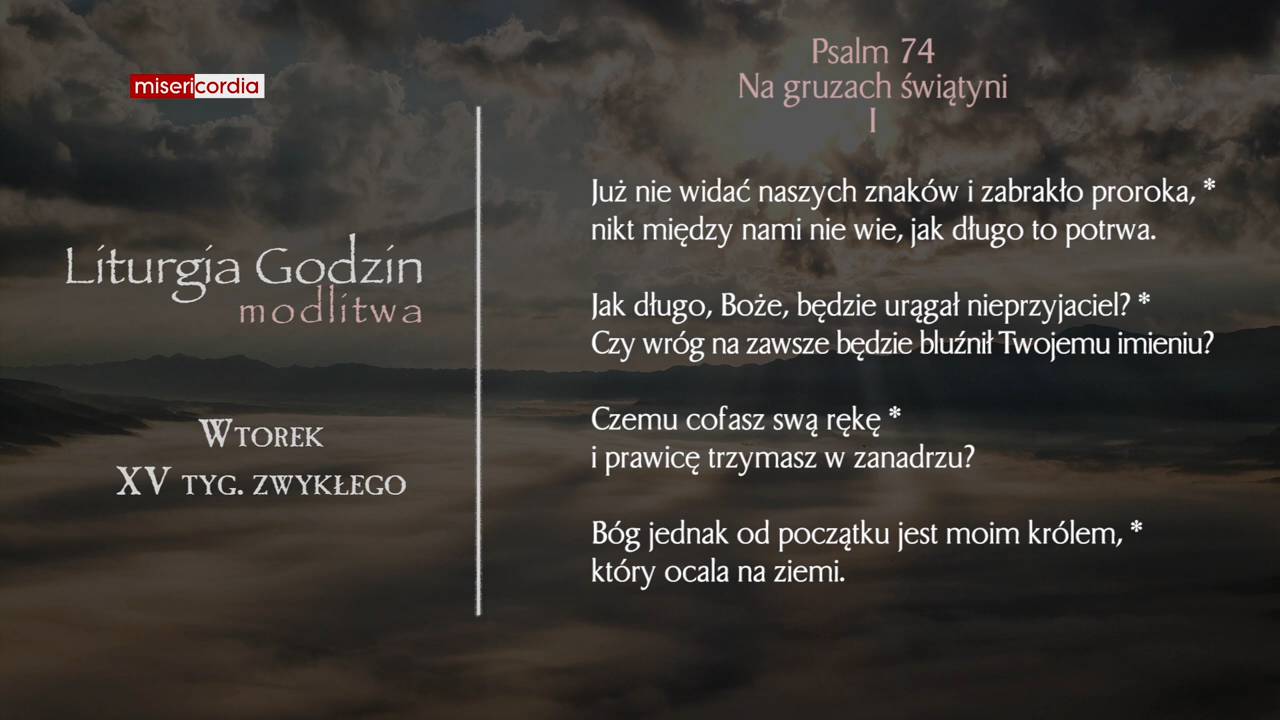 misericordia
Liturgia Godzin
modlitwa
Wtorek
XV tyg. zwykłego
Psalm 74
Na gruzach świątyni
I
Już nie widać naszych znaków i zabrakło proroka, *
nikt między nami nie wie, jak długo to potrwa.
Jak długo, Boże, będzie urągał nieprzyjaciel? *
Czy wróg na zawsze będzie bluźnił Twojemu imieniu?
Czemu cofasz swą rękę *
i prawicę trzymasz w zanadrzu?
Bóg jednak od początku jest moim królem, *
który ocala na ziemi.